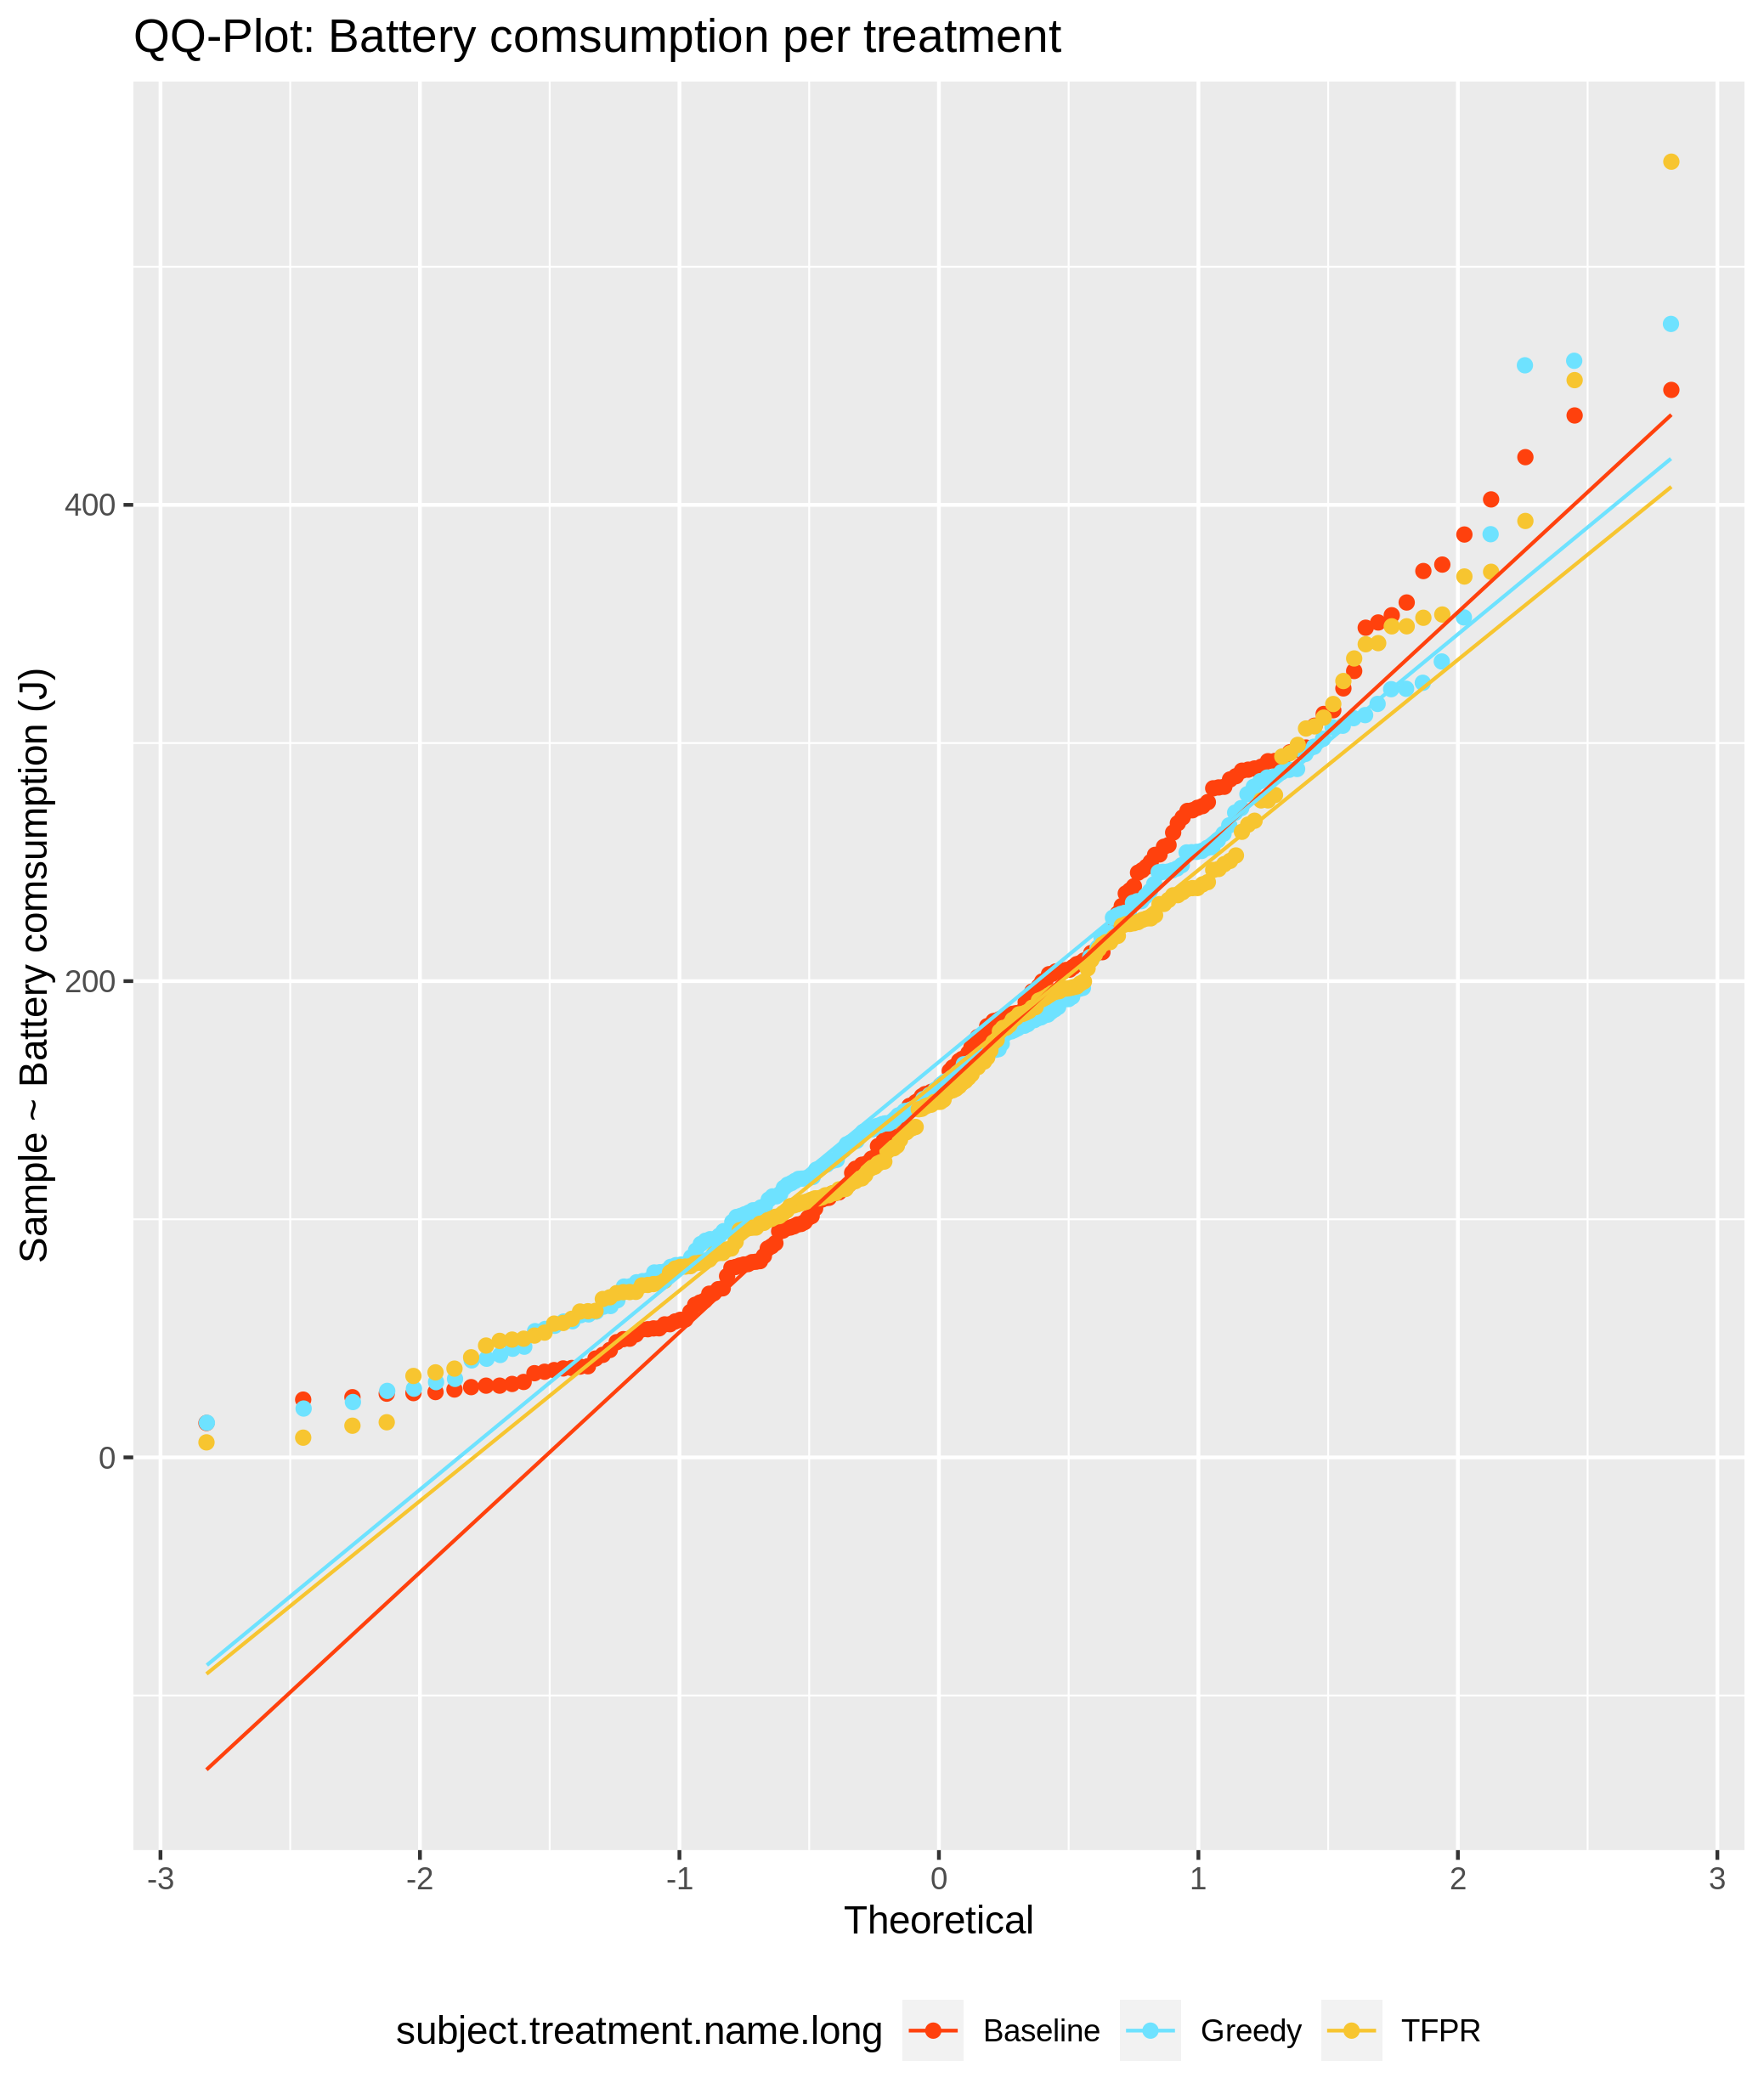 QQ-Plot: Battery comsumption per treatment
Sample ~ Battery comsumption (J)
400
200
0
-3 -2 -1 0 1 2 3
Theoretical
subject.treatment.name.long Baseline Greedy TFPR